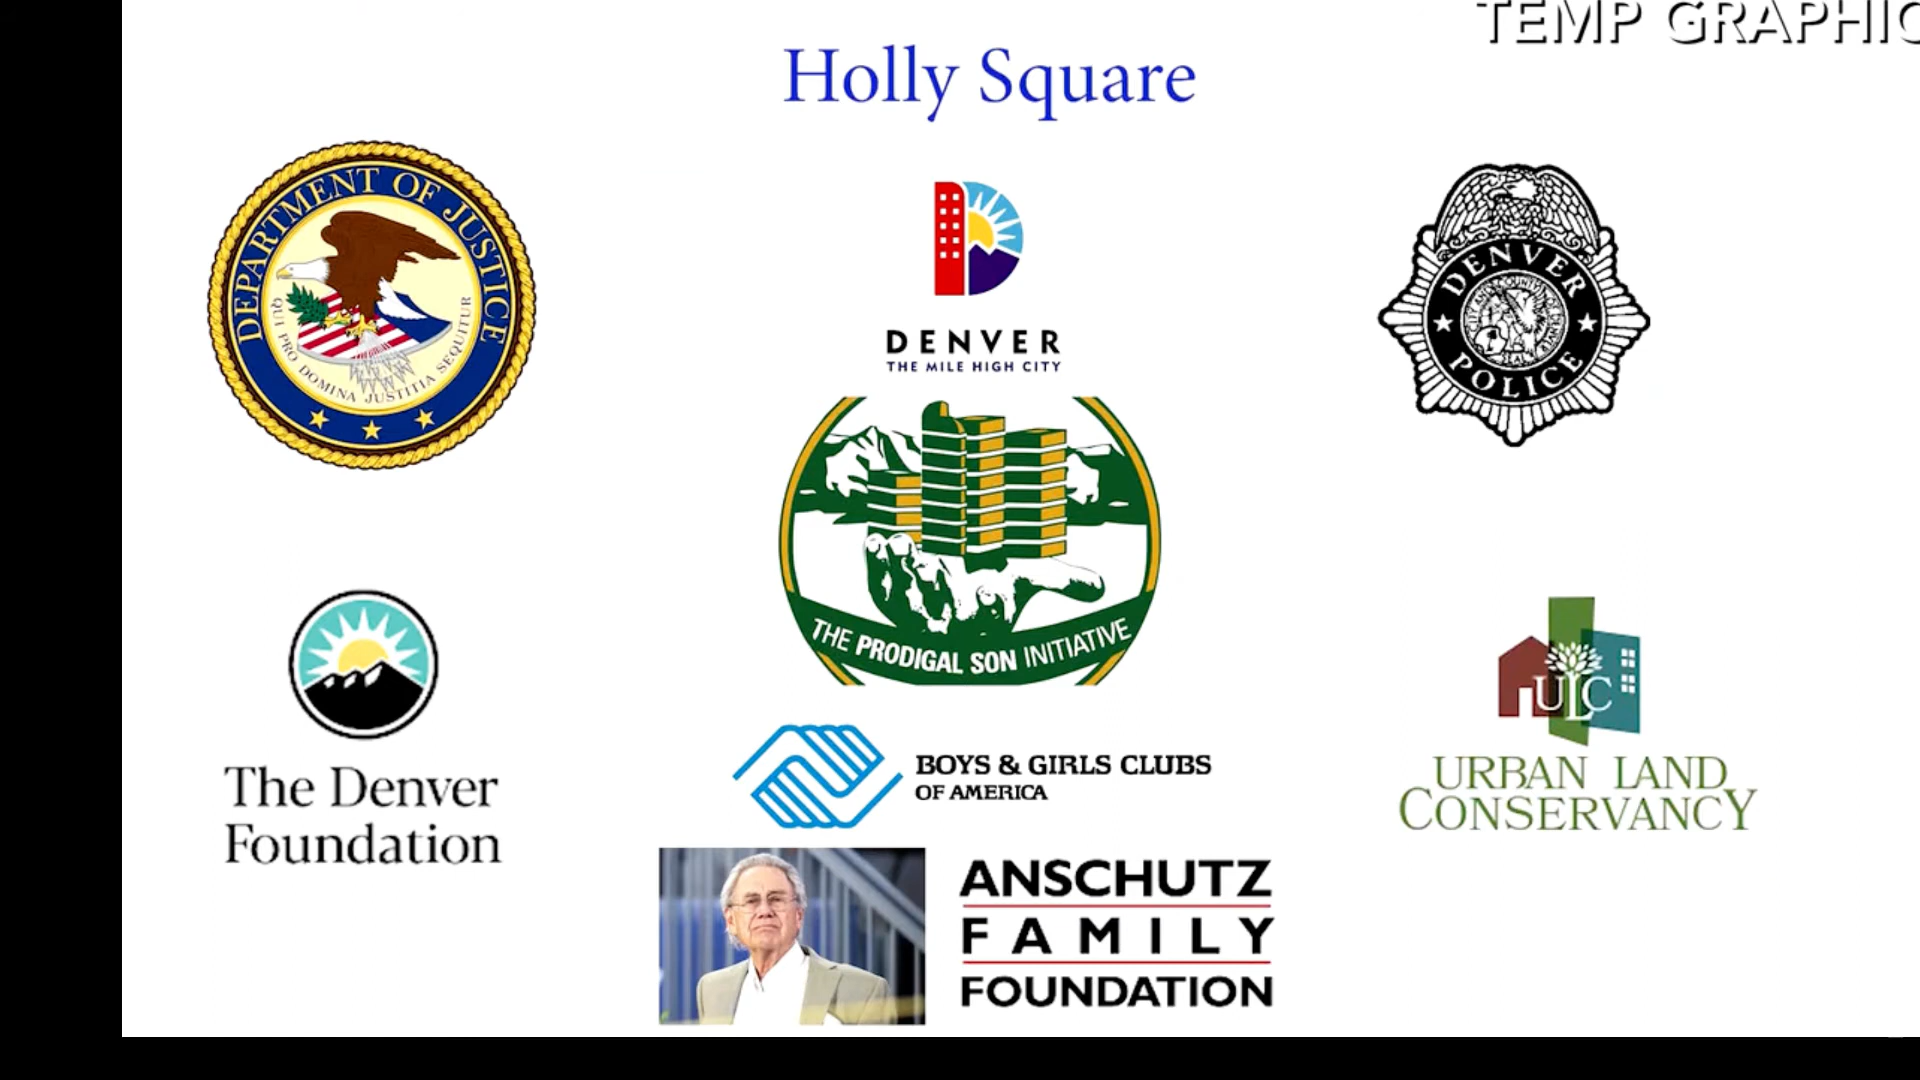 TEMP GRAPHIC
Holly Square
DEPARTMENT OF JUSTICE
QUI PRO DOMINA JUSTITIA SEQUITUR
DENVER
THE MILE HIGH CITY
DENVER
POLICE
SEAL
THE PRODIGAL SON INITIATIVE
The Denver
Foundation
ULC
URBAN LAND
CONSERVANCY
BOYS & GIRLS CLUBS
OF AMERICA
ANSCHUTZ
FAMILY
FOUNDATION